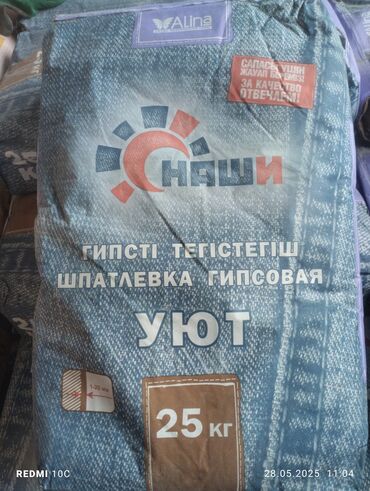 ALina
САПАСЫ ҮШІН
ЖАУАП БЕРЕМІЗ!
ЗА КАЧЕСТВО
ОТВЕЧАЕМ!
НАШИ
ГИПСТІ ТЕГІСТЕГІШ
ШПАТЛЕВКА ГИПСОВАЯ
УЮТ
25 КГ
REDMI 10C
28.05.2025 11:04